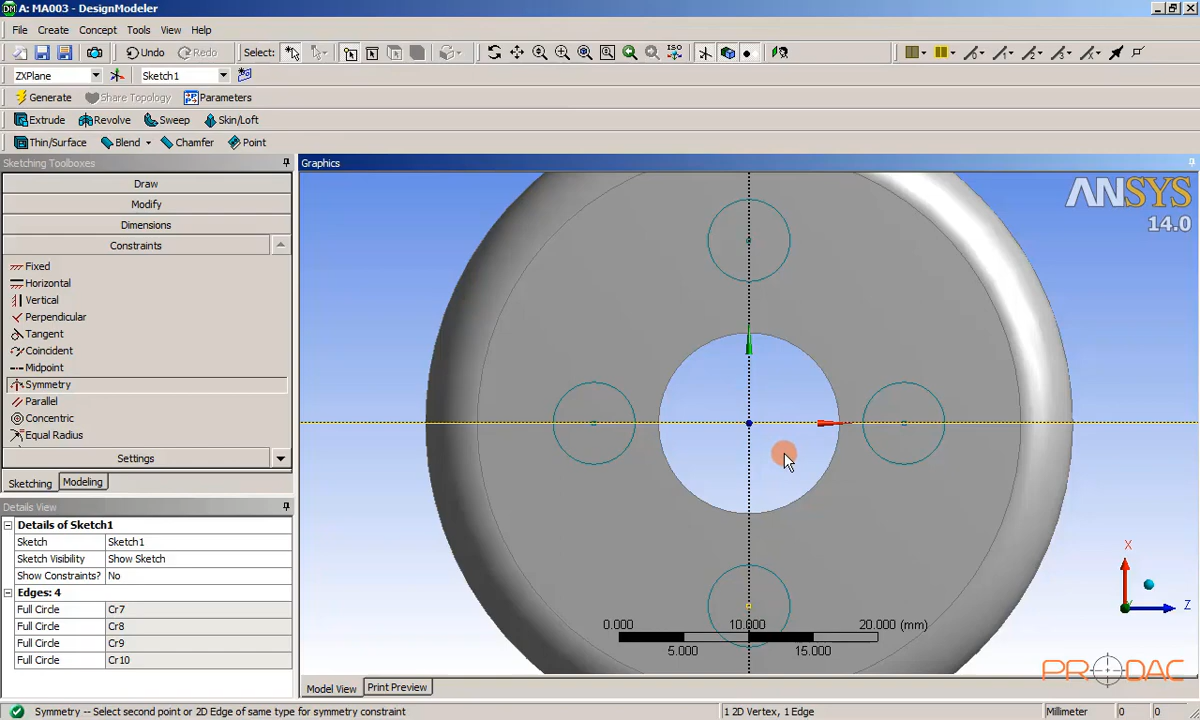 A: MA003 - DesignModeler
File Create Concept Tools View Help
Undo Redo Select:
ZXPlane Sketch1
Generate Share Topology Parameters
Extrude Revolve Sweep Skin/Loft
Thin/Surface Blend Chamfer Point
Sketching Toolboxes
Draw
Modify
Dimensions
Constraints
Fixed
Horizontal
Vertical
Perpendicular
Tangent
Coincident
Midpoint
Symmetry
Parallel
Concentric
Equal Radius
Settings
Sketching Modeling
Details View
Details of Sketch1
Sketch Sketch1
Sketch Visibility Show Sketch
Show Constraints? No
Edges: 4
Full Circle Cr7
Full Circle Cr8
Full Circle Cr9
Full Circle Cr10
Graphics
ANSYS
14.0
X
Z
0.000 10.000 20.000 (mm)
5.000 15.000
PRODAC
Model View Print Preview
Symmetry -- Select second point or 2D Edge of same type for symmetry constraint 1 2D Vertex, 1 Edge Millimeter 0 0